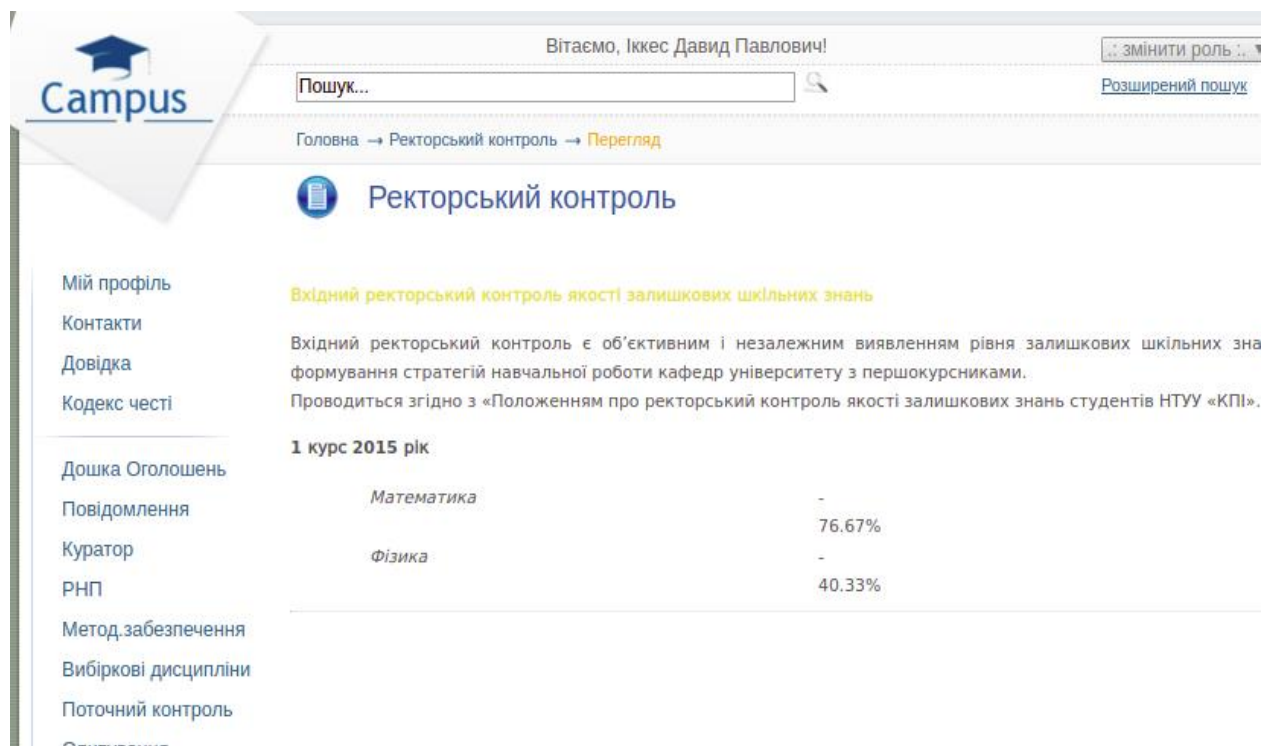 Campus
Вітаємо, Іккес Давид Павлович!
.: змінити роль :.
Пошук...
Розширений пошук
Головна → Ректорський контроль → Перегляд
Ректорський контроль
Мій профіль
Контакти
Довідка
Кодекс честі
Дошка Оголошень
Повідомлення
Куратор
РНП
Метод.забезпечення
Вибіркові дисципліни
Поточний контроль
Вхідний ректорський контроль якості залишкових шкільних знань
Вхідний ректорський контроль є об’єктивним і незалежним виявленням рівня залишкових шкільних зна
формування стратегій навчальної роботи кафедр університету з першокурсниками.
Проводиться згідно з «Положенням про ректорський контроль якості залишкових знань студентів НТУУ «КПІ».
1 курс 2015 рік
Математика -
76.67%
Фізика -
40.33%